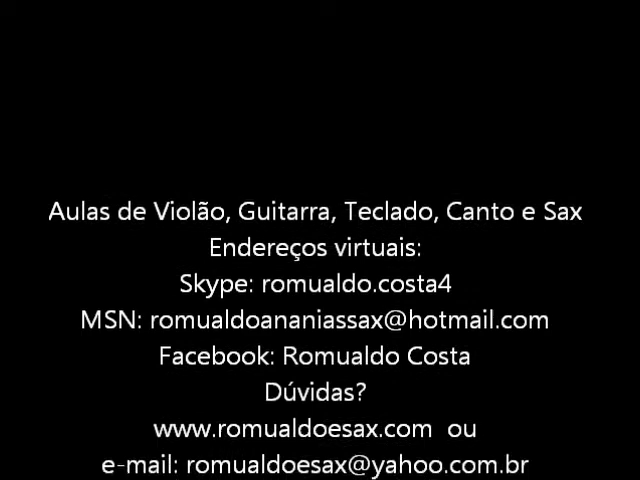 Aulas de Violão, Guitarra, Teclado, Canto e Sax
Endereços virtuais:
Skype: romualdo.costa4
MSN: romualdoananiassax@hotmail.com
Facebook: Romualdo Costa
Dúvidas?
www.romualdoesax.com  ou
e-mail: romualdoesax@yahoo.com.br